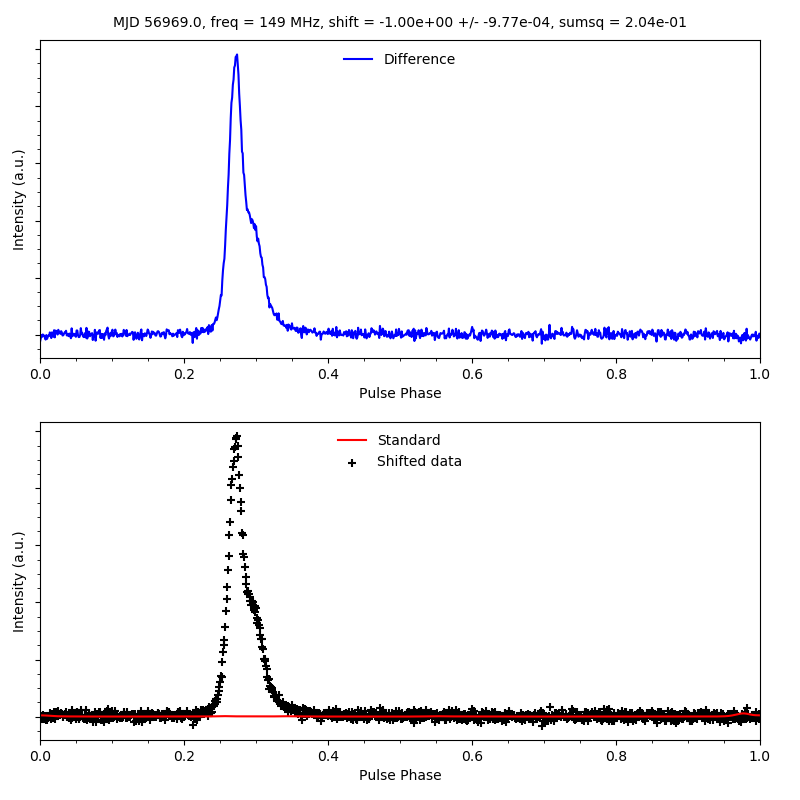 MJD 56969.0, freq = 149 MHz, shift = -1.00e+00 +/- -9.77e-04, sumsq = 2.04e-01
Difference
Intensity (a.u.)
0.0 0.2 0.4 0.6 0.8 1.0
Pulse Phase
Standard
Shifted data
Intensity (a.u.)
0.0 0.2 0.4 0.6 0.8 1.0
Pulse Phase